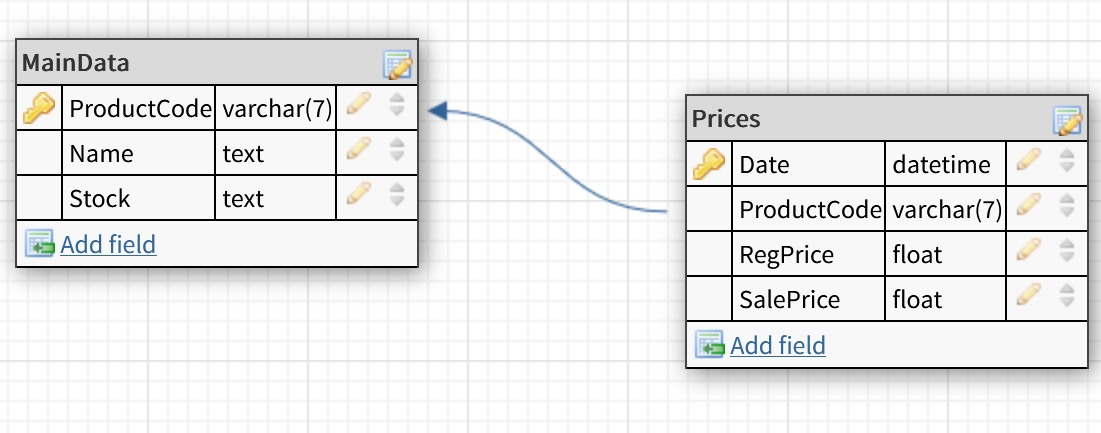 MainData
ProductCode varchar(7)
Name text
Stock text
Add field
Prices
Date datetime
ProductCode varchar(7)
RegPrice float
SalePrice float
Add field